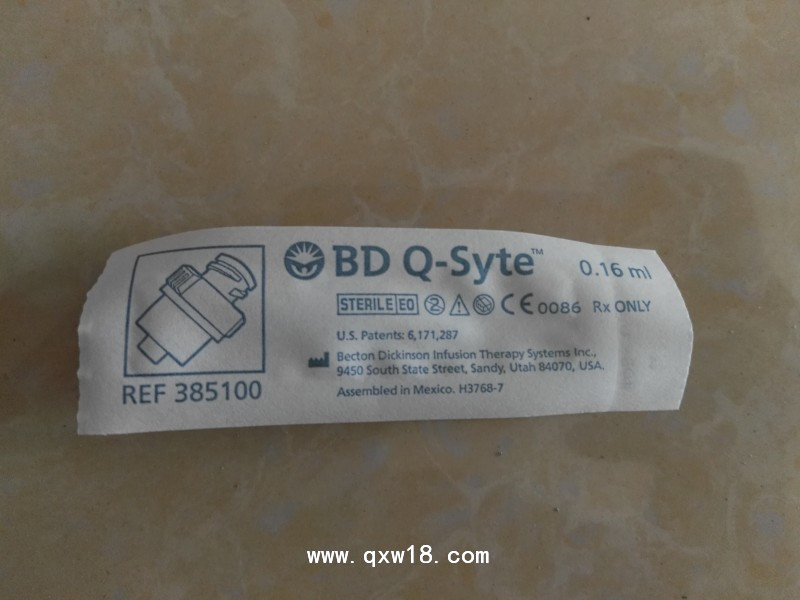 BD Q-Syte™ 0.16 ml
STERILE EO 2 CE 0086 Rx ONLY
U.S. Patents: 6,171,287
Becton Dickinson Infusion Therapy Systems Inc.,
9450 South State Street, Sandy, Utah 84070, USA.
Assembled in Mexico. H3768-7
REF 385100
www.qxw18.com